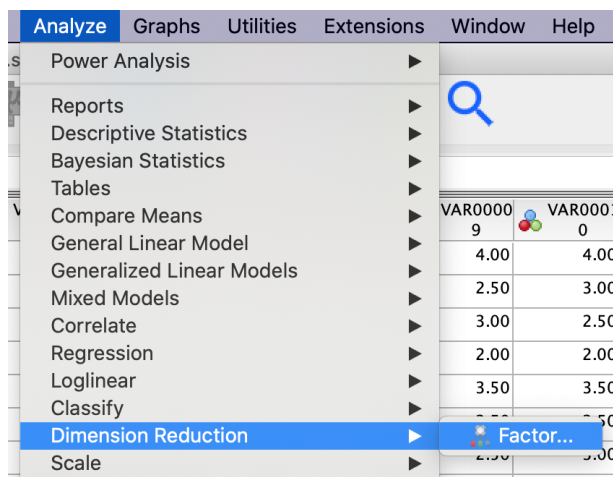 Analyze Graphs Utilities Extensions Window Help
.s
Power Analysis
Reports
Descriptive Statistics
Bayesian Statistics
Tables
Compare Means
General Linear Model
Generalized Linear Models
Mixed Models
Correlate
Regression
Loglinear
Classify
Dimension Reduction
Factor...
Scale
VAR0000 VAR000
9 0
4.00 4.00
2.50 3.00
3.00 2.50
2.00 2.00
3.50 3.50